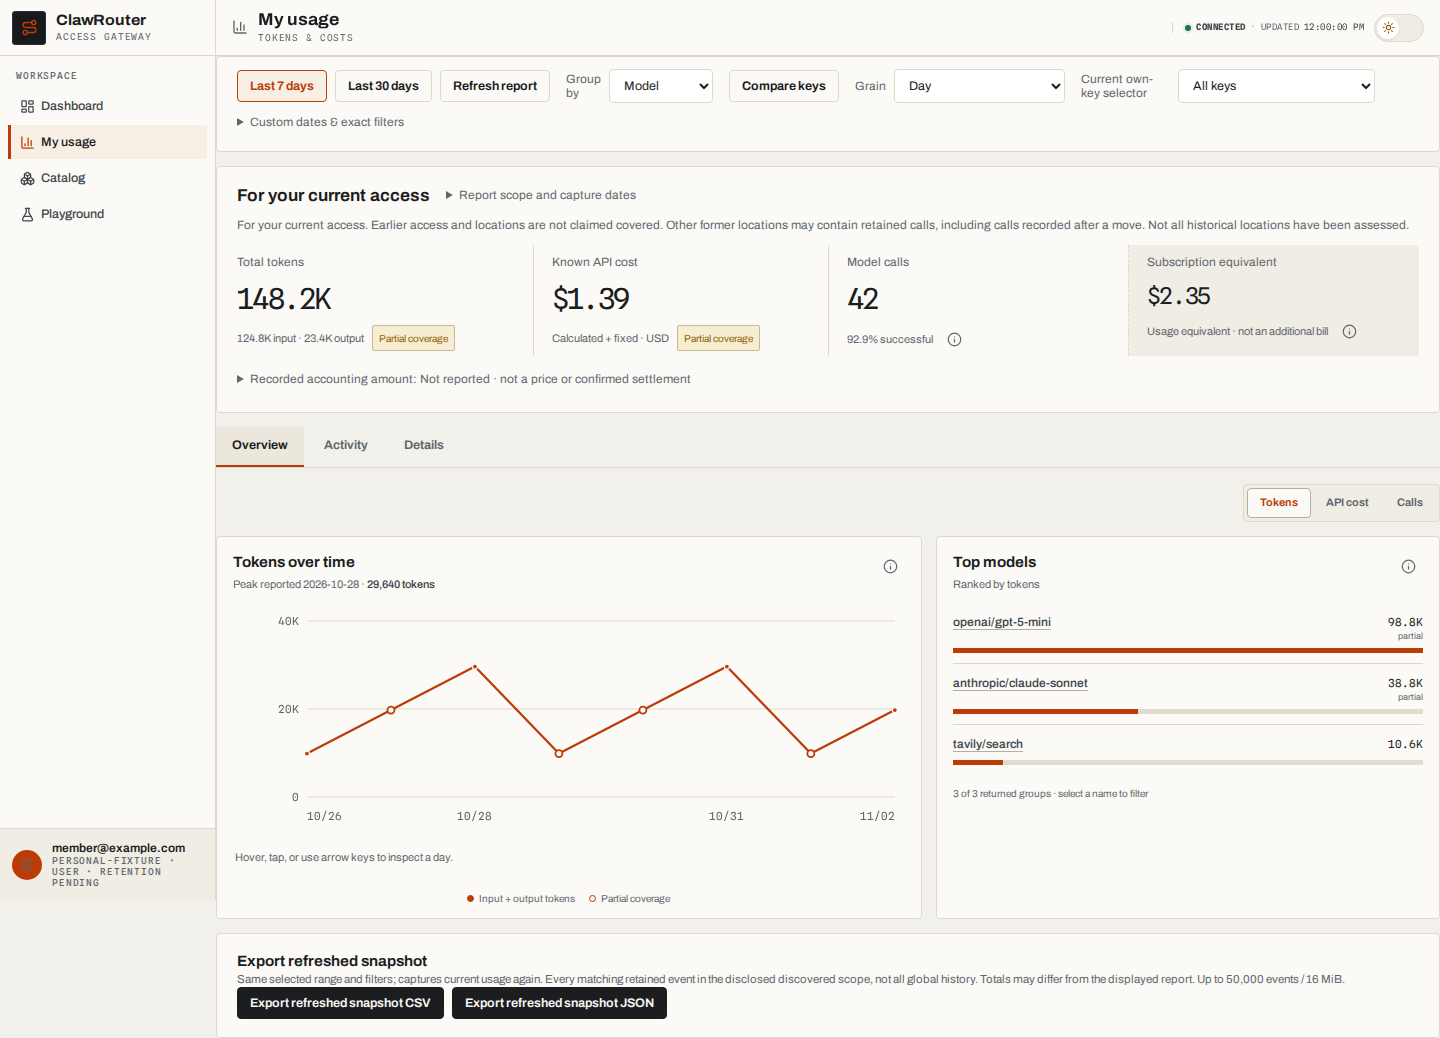 ClawRouter
ACCESS GATEWAY
My usage
TOKENS & COSTS
CONNECTED · UPDATED 12:00:00 PM
WORKSPACE
Dashboard
My usage
Catalog
Playground
Last 7 days
Last 30 days
Refresh report
Group by
Model
Compare keys
Grain
Day
Current own-key selector
All keys
Custom dates & exact filters
For your current access
Report scope and capture dates
For your current access. Earlier access and locations are not claimed covered. Other former locations may contain retained calls, including calls recorded after a move. Not all historical locations have been assessed.
Total tokens
148.2K
124.8K input · 23.4K output
Partial coverage
Known API cost
$1.39
Calculated + fixed · USD
Partial coverage
Model calls
42
92.9% successful
Subscription equivalent
$2.35
Usage equivalent · not an additional bill
Recorded accounting amount: Not reported · not a price or confirmed settlement
Overview
Activity
Details
Tokens
API cost
Calls
Tokens over time
Peak reported 2026-10-28 · 29,640 tokens
40K
20K
0
10/26
10/28
10/31
11/02
Hover, tap, or use arrow keys to inspect a day.
Input + output tokens
Partial coverage
Top models
Ranked by tokens
openai/gpt-5-mini
98.8K
partial
anthropic/claude-sonnet
38.8K
partial
tavily/search
10.6K
3 of 3 returned groups · select a name to filter
member@example.com
PERSONAL-FIXTURE ·
USER · RETENTION
PENDING
Export refreshed snapshot
Same selected range and filters; captures current usage again. Every matching retained event in the disclosed discovered scope, not all global history. Totals may differ from the displayed report. Up to 50,000 events / 16 MiB.
Export refreshed snapshot CSV
Export refreshed snapshot JSON